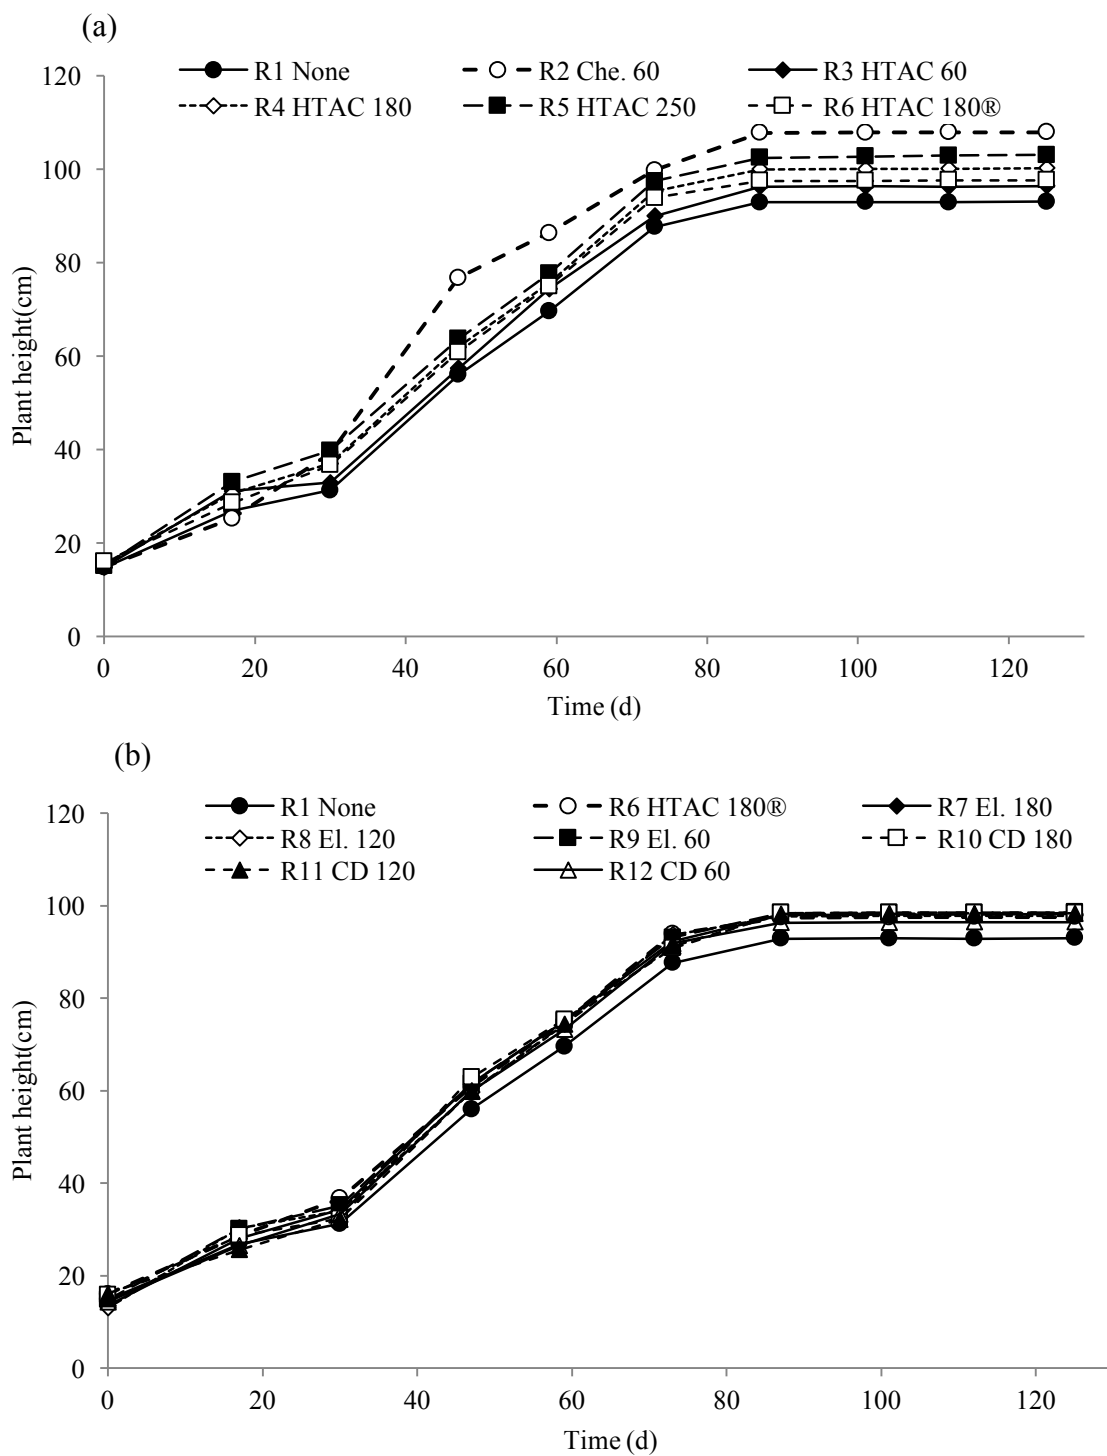 (a)
R1 None R2 Che. 60 R3 HTAC 60
R4 HTAC 180 R5 HTAC 250 R6 HTAC 180®
120
100
80
60
40
20
0
Plant height(cm)
0 20 40 60 80 100 120
Time (d)
(b)
R1 None R6 HTAC 180® R7 El. 180
R8 El. 120 R9 El. 60 R10 CD 180
R11 CD 120 R12 CD 60
120
100
80
60
40
20
0
Plant height(cm)
0 20 40 60 80 100 120
Time (d)